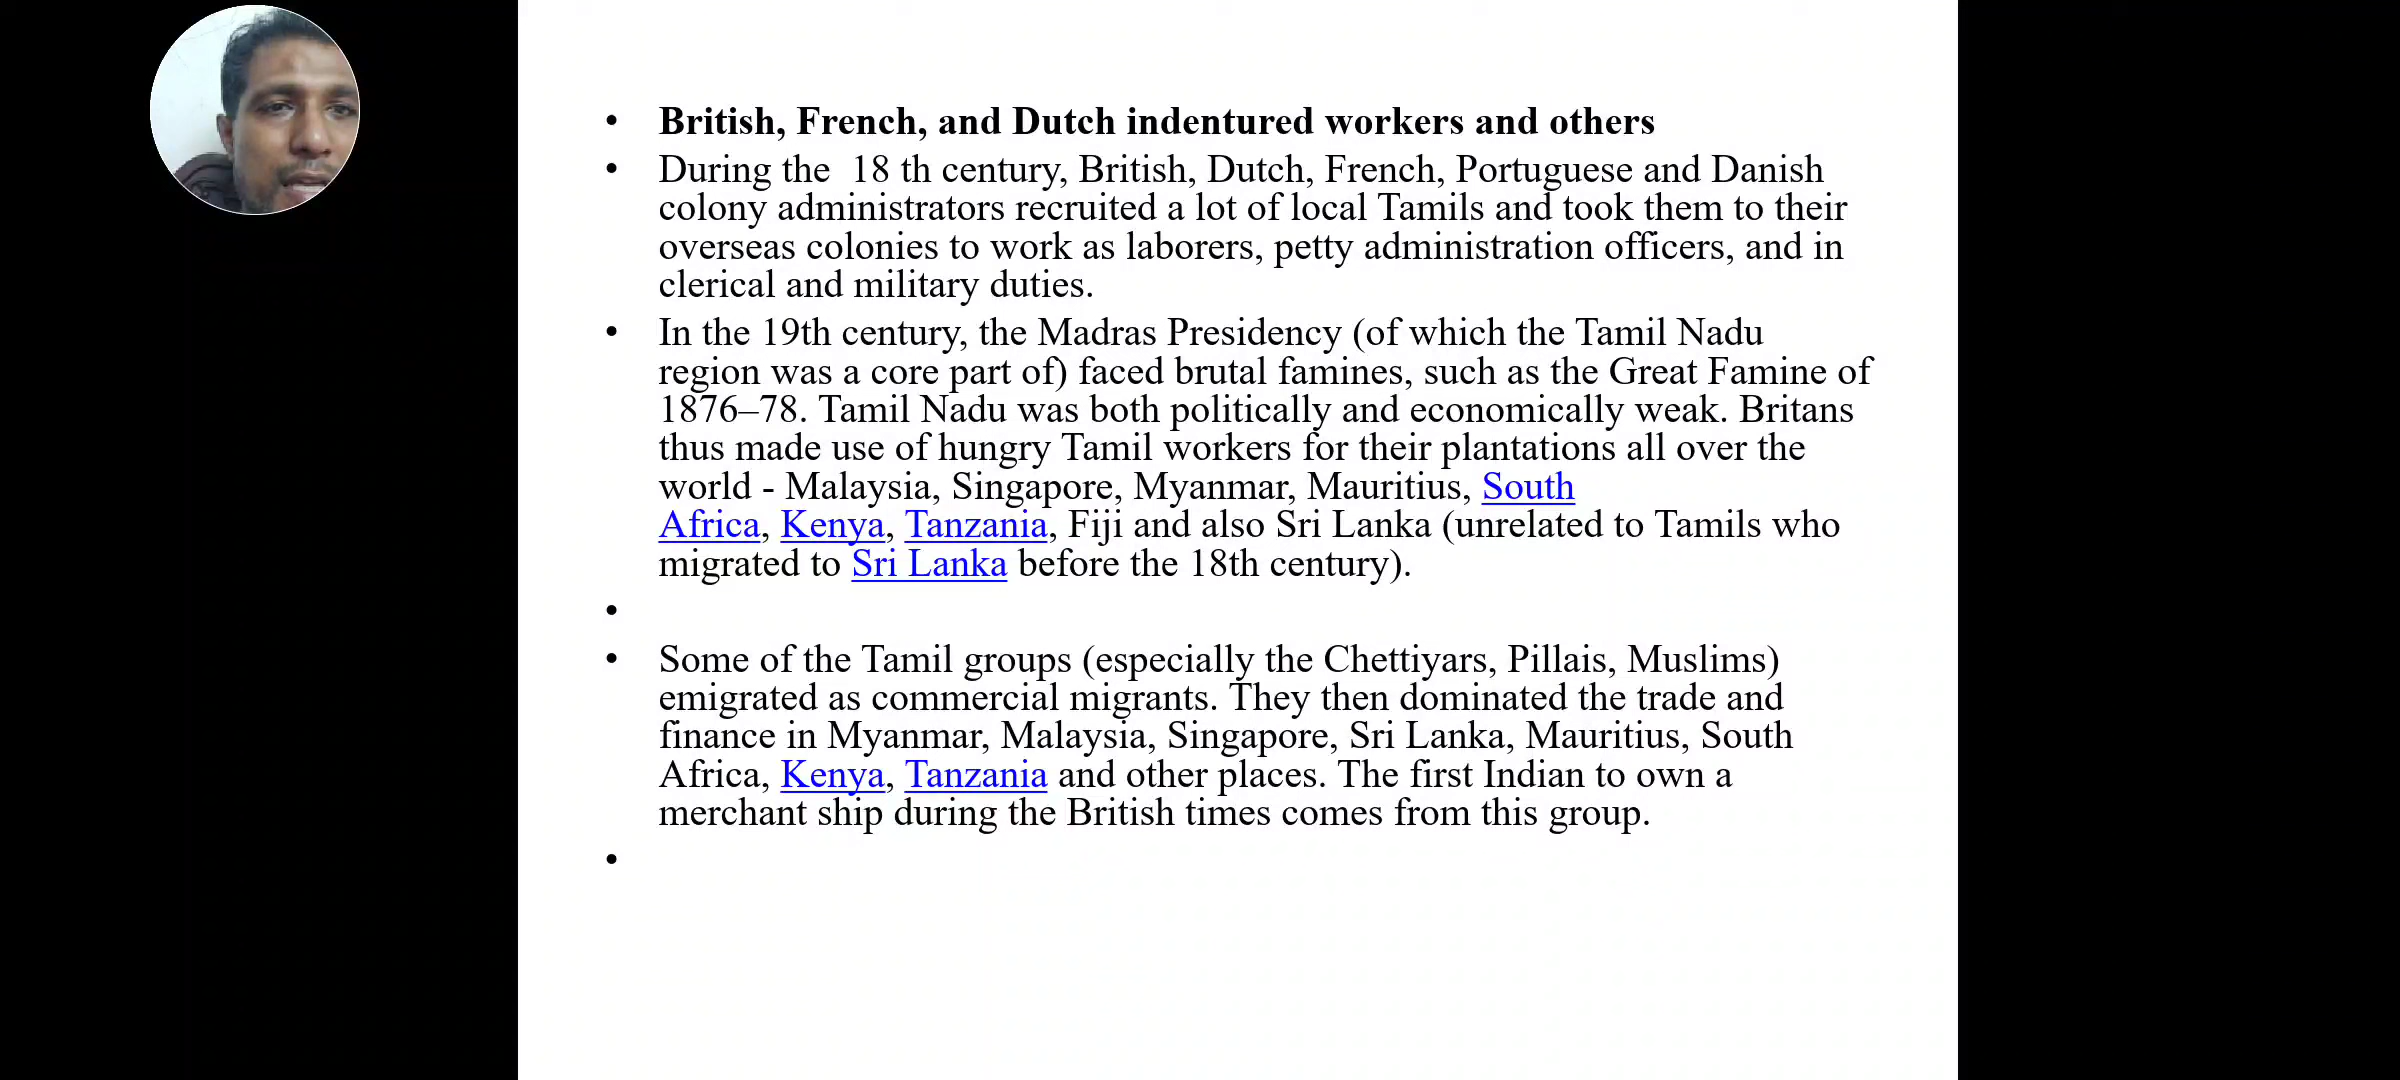 • British, French, and Dutch indentured workers and others
• During the  18 th century, British, Dutch, French, Portuguese and Danish
colony administrators recruited a lot of local Tamils and took them to their
overseas colonies to work as laborers, petty administration officers, and in
clerical and military duties.
• In the 19th century, the Madras Presidency (of which the Tamil Nadu
region was a core part of) faced brutal famines, such as the Great Famine of
1876–78. Tamil Nadu was both politically and economically weak. Britans
thus made use of hungry Tamil workers for their plantations all over the
world - Malaysia, Singapore, Myanmar, Mauritius, South
Africa, Kenya, Tanzania, Fiji and also Sri Lanka (unrelated to Tamils who
migrated to Sri Lanka before the 18th century).
•
• Some of the Tamil groups (especially the Chettiyars, Pillais, Muslims)
emigrated as commercial migrants. They then dominated the trade and
finance in Myanmar, Malaysia, Singapore, Sri Lanka, Mauritius, South
Africa, Kenya, Tanzania and other places. The first Indian to own a
merchant ship during the British times comes from this group.
•